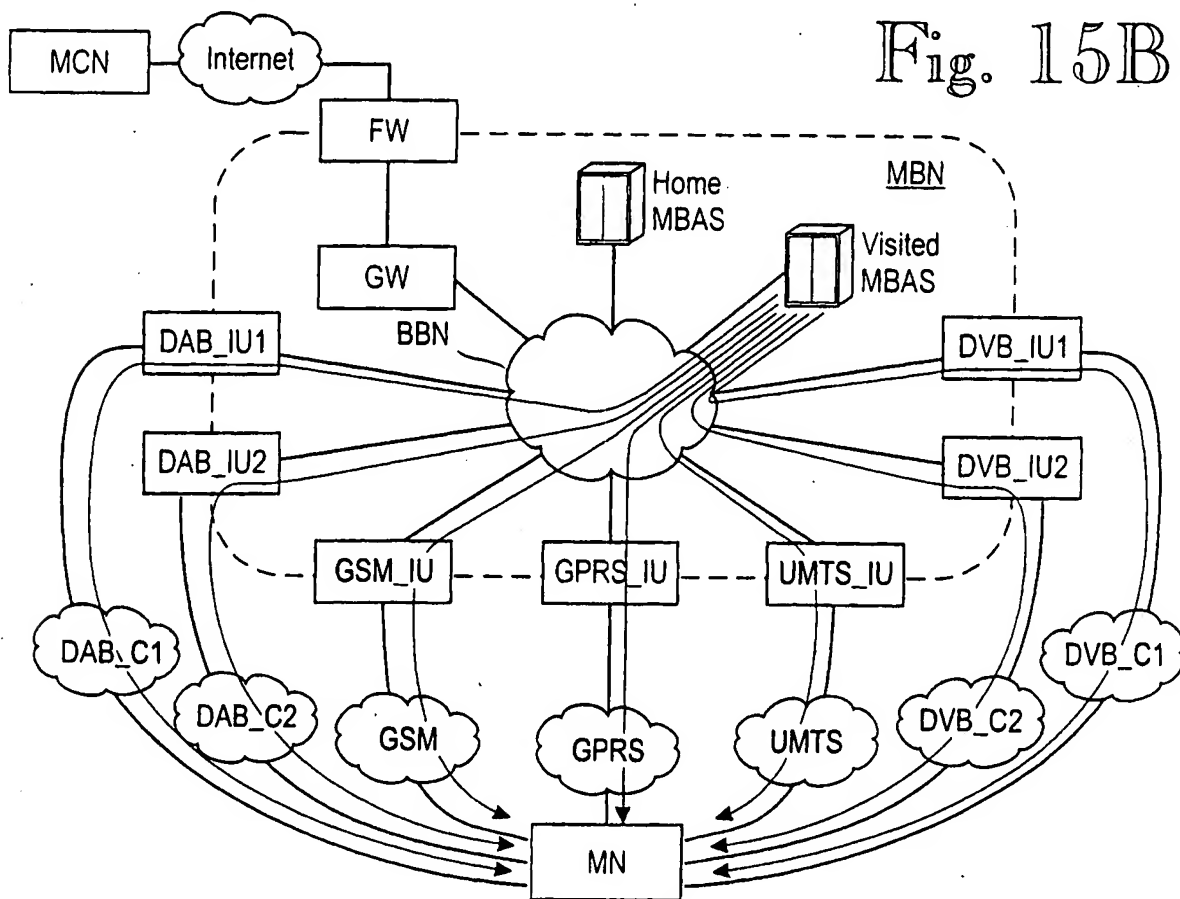 Fig. 15B
MCN
Internet
FW
MBN
Home
MBAS
GW
Visited
MBAS
BBN
DAB_IU1
DVB_IU1
DAB_IU2
DVB_IU2
GSM_IU
GPRS_IU
UMTS_IU
DAB_C1
DVB_C1
DAB_C2
DVB_C2
GSM
GPRS
UMTS
MN